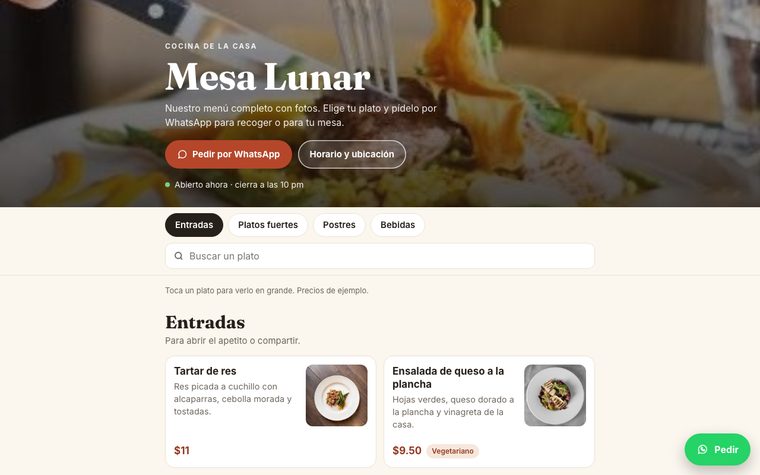 COCINA DE LA CASA
Mesa Lunar
Nuestro menú completo con fotos. Elige tu plato y pídelo por
WhatsApp para recoger o para tu mesa.
Pedir por WhatsApp
Horario y ubicación
Abierto ahora · cierra a las 10 pm
Entradas
Platos fuertes
Postres
Bebidas
Buscar un plato
Toca un plato para verlo en grande. Precios de ejemplo.
Entradas
Para abrir el apetito o compartir.
Tartar de res
Res picada a cuchillo con
alcaparras, cebolla morada y
tostadas.
$11
Ensalada de queso a la
plancha
Hojas verdes, queso dorado a
la plancha y vinagreta de la
casa.
$9.50
Vegetariano
Pedir